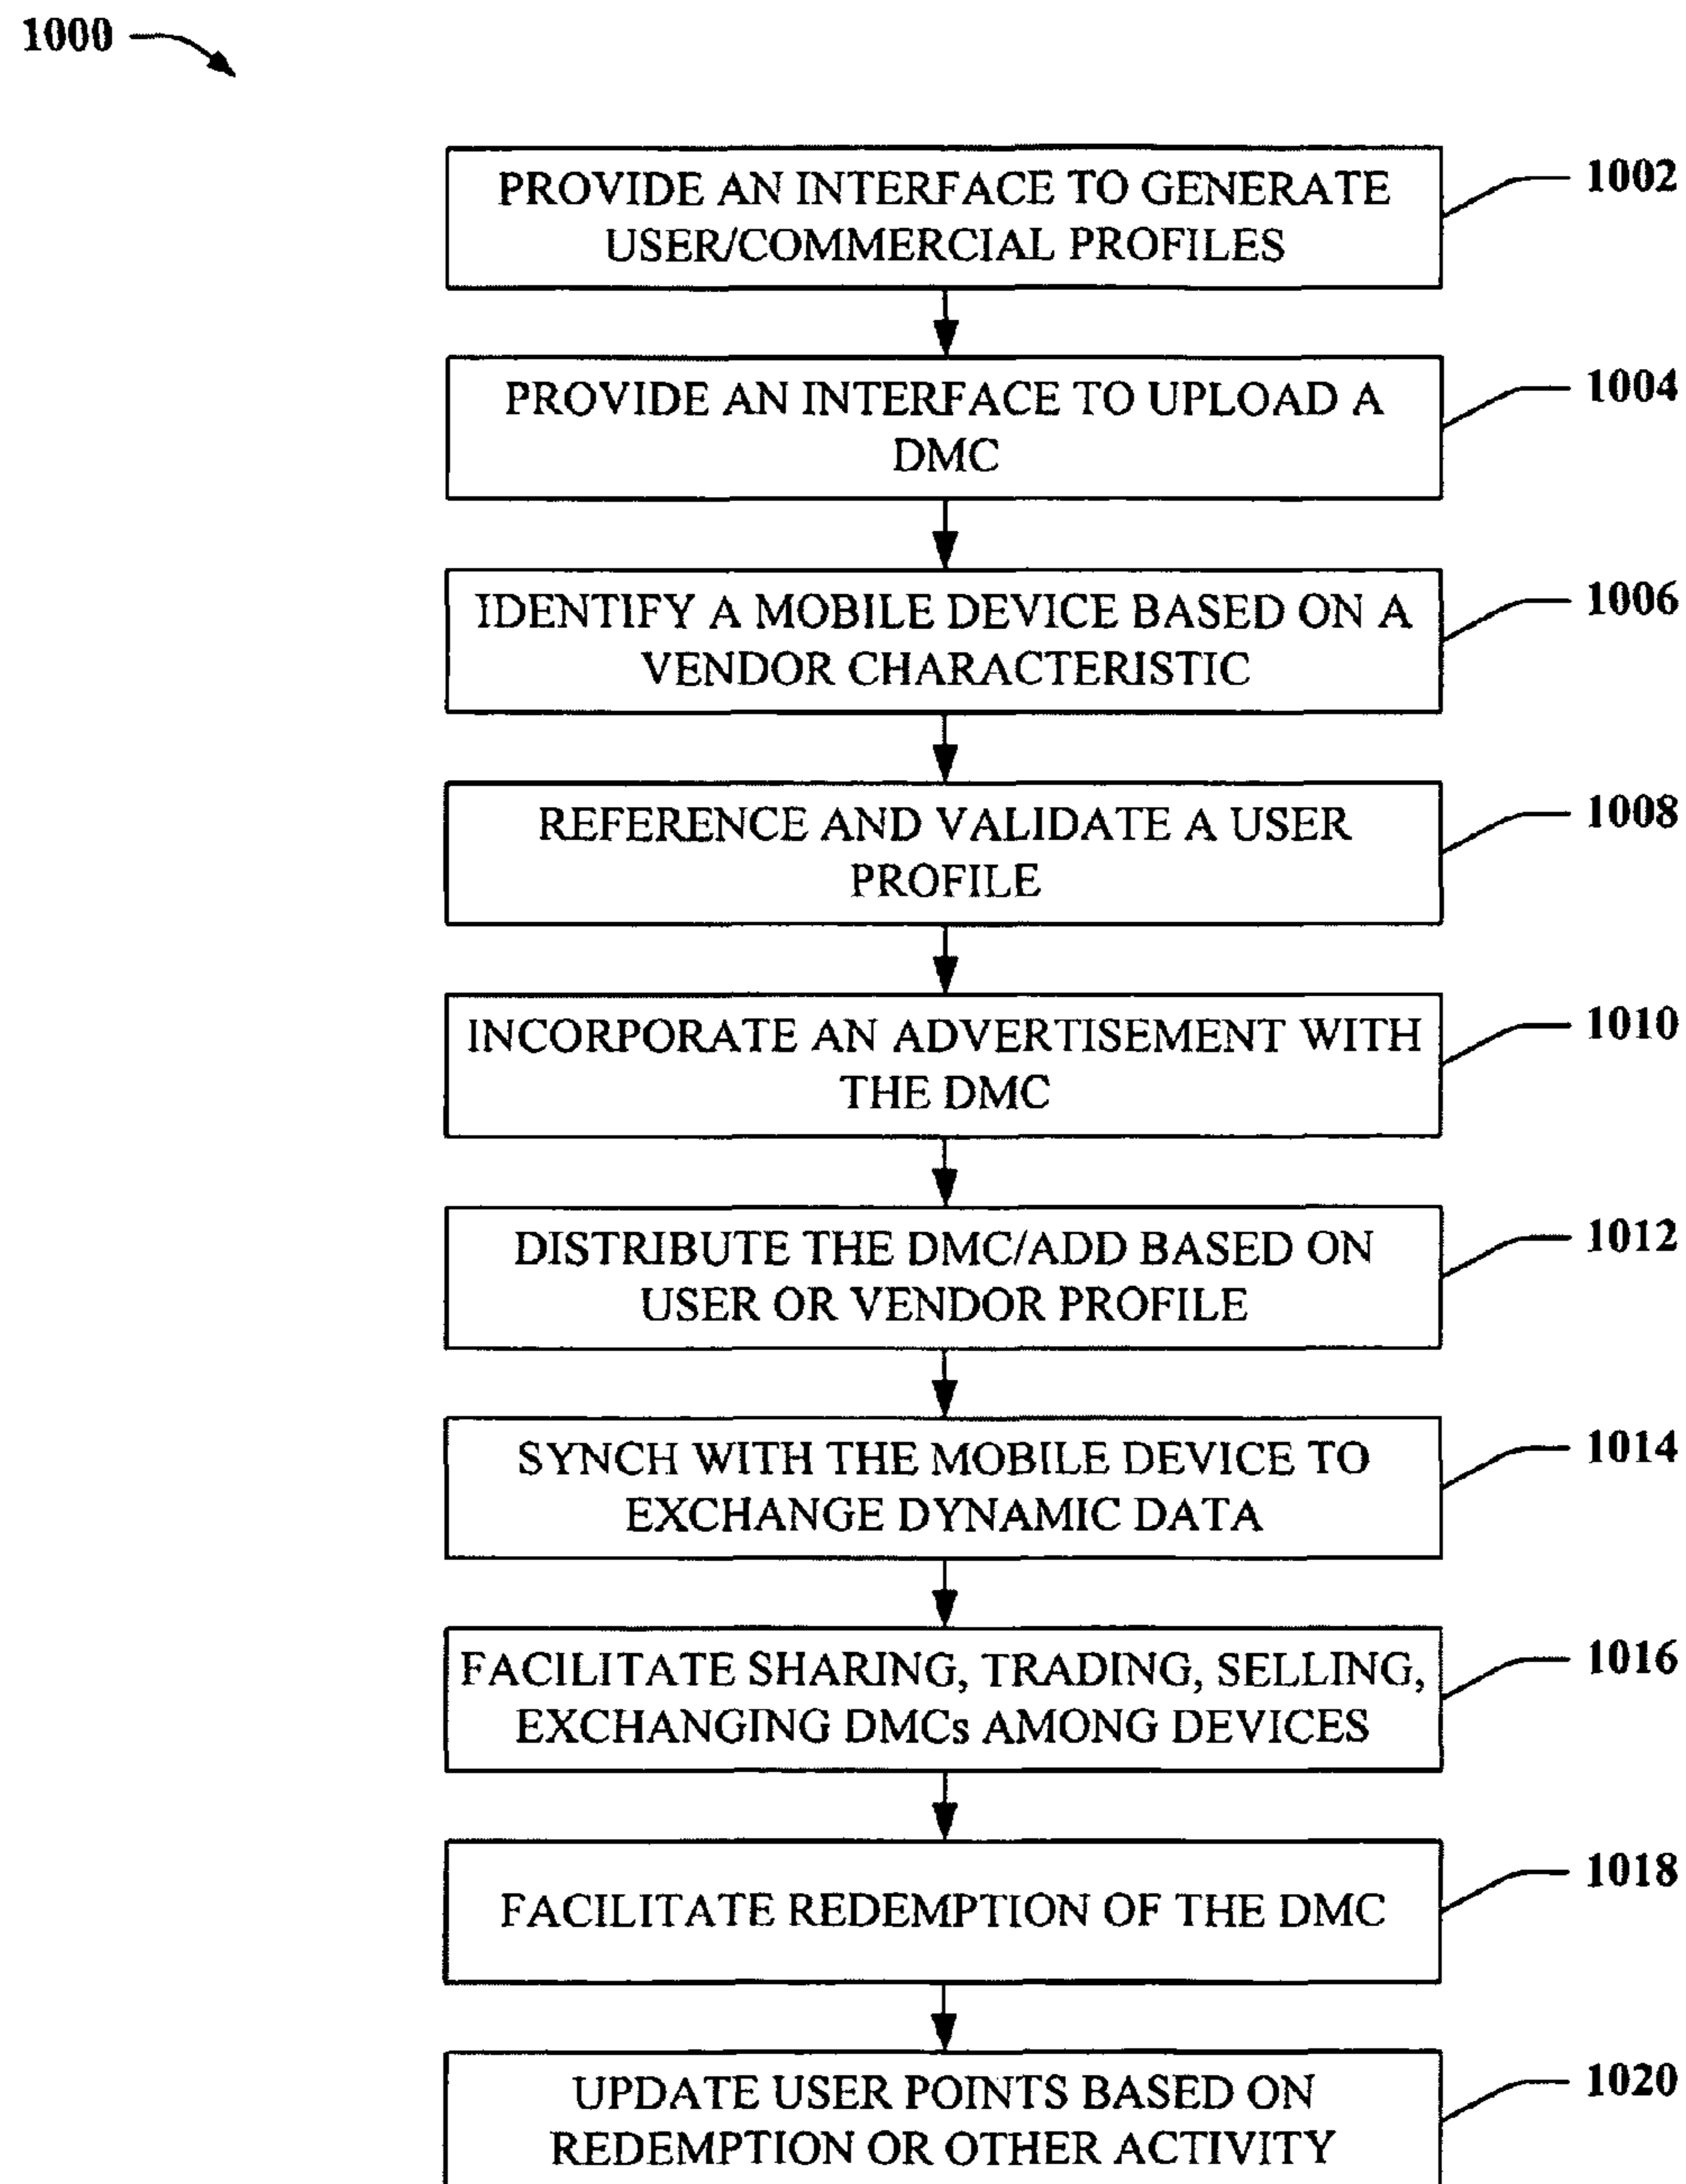 1000
PROVIDE AN INTERFACE TO GENERATE
USER/COMMERCIAL PROFILES
1002
PROVIDE AN INTERFACE TO UPLOAD A
DMC
1004
IDENTIFY A MOBILE DEVICE BASED ON A
VENDOR CHARACTERISTIC
1006
REFERENCE AND VALIDATE A USER
PROFILE
1008
INCORPORATE AN ADVERTISEMENT WITH
THE DMC
1010
DISTRIBUTE THE DMC/ADD BASED ON
USER OR VENDOR PROFILE
1012
SYNCH WITH THE MOBILE DEVICE TO
EXCHANGE DYNAMIC DATA
1014
FACILITATE SHARING, TRADING, SELLING,
EXCHANGING DMCs AMONG DEVICES
1016
FACILITATE REDEMPTION OF THE DMC
1018
UPDATE USER POINTS BASED ON
REDEMPTION OR OTHER ACTIVITY
1020